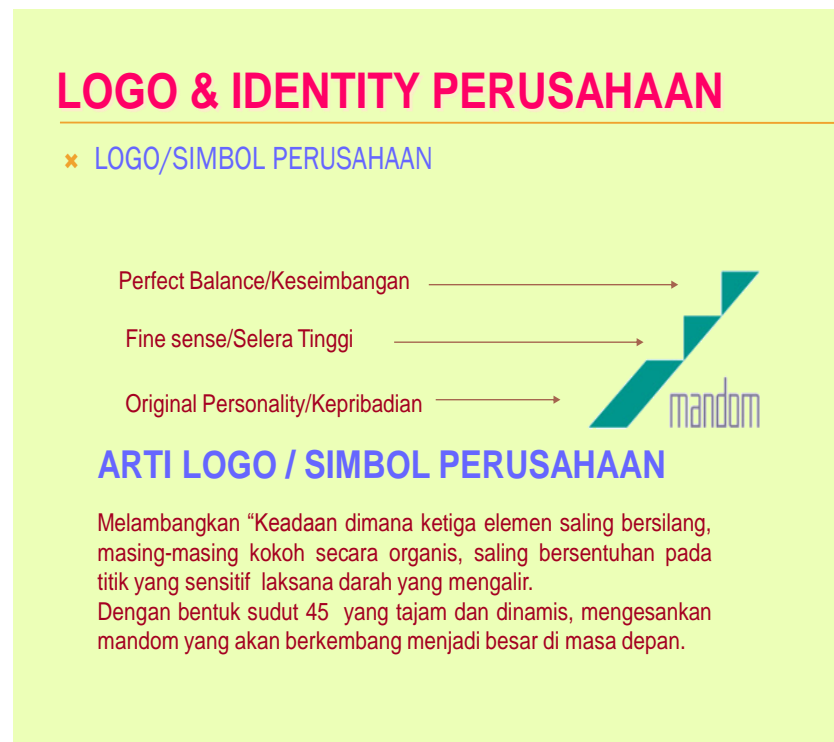 LOGO & IDENTITY PERUSAHAAN
LOGO/SIMBOL PERUSAHAAN
Perfect Balance/Keseimbangan
Fine sense/Selera Tinggi
Original Personality/Kepribadian
mandom
ARTI LOGO / SIMBOL PERUSAHAAN
Melambangkan “Keadaan dimana ketiga elemen saling bersilang,
masing-masing kokoh secara organis, saling bersentuhan pada
titik yang sensitif laksana darah yang mengalir.
Dengan bentuk sudut 45 yang tajam dan dinamis, mengesankan
mandom yang akan berkembang menjadi besar di masa depan.